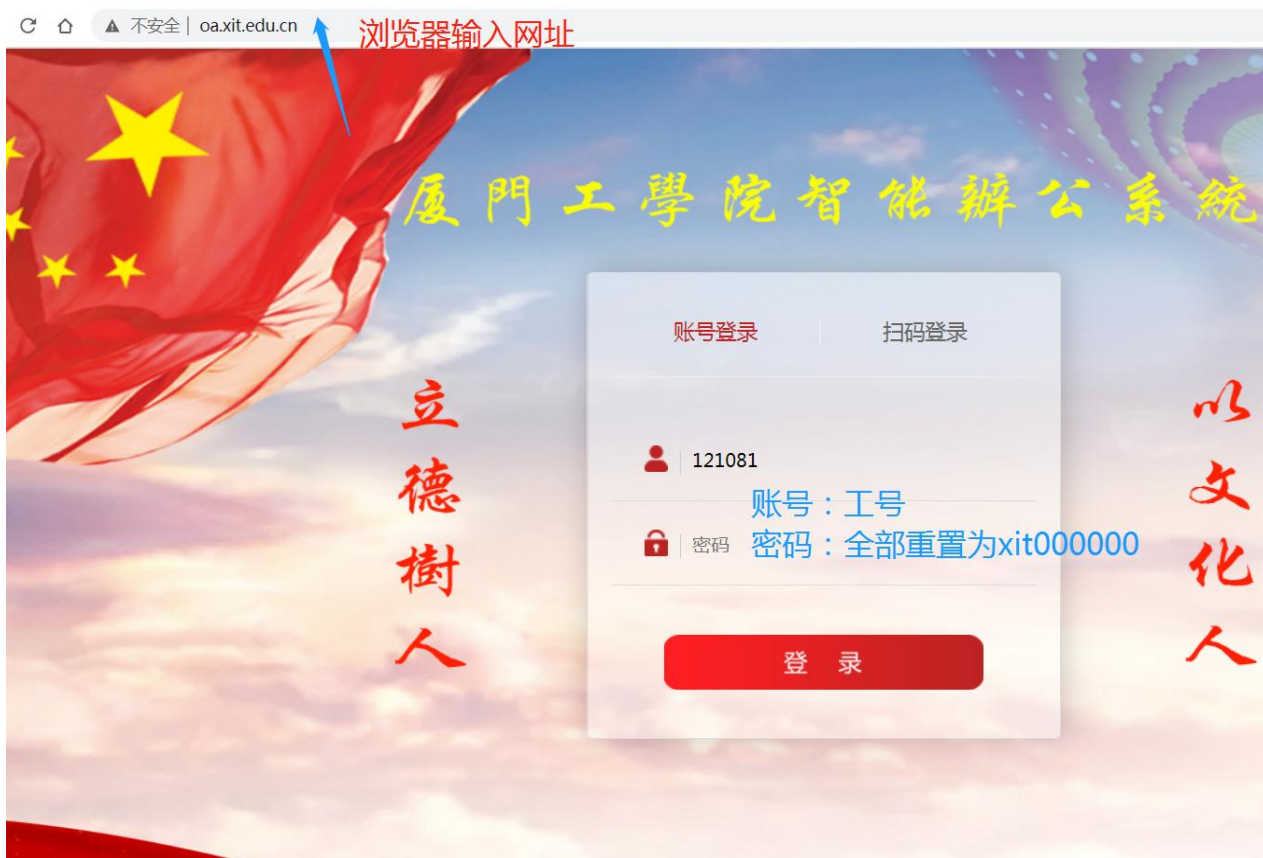 不安全 | oa.xit.edu.cn
浏览器输入网址
厦門工學院智能辦公系統
账号登录
扫码登录
立德樹人
以文化人
121081
账号：工号
密码
密码：全部重置为xit000000
登 录